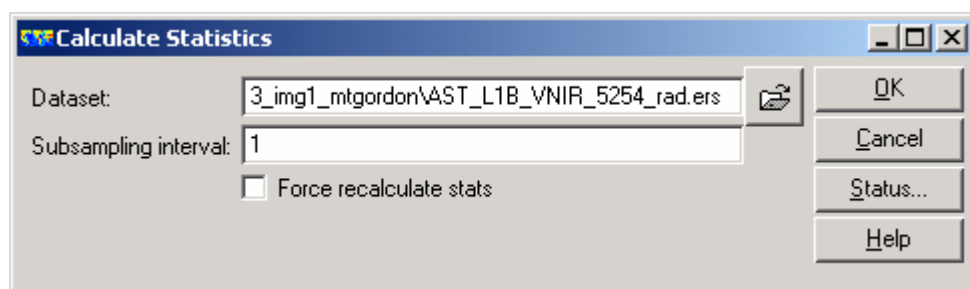 Calculate Statistics
Dataset: 3_img1_mtgordon\AST_L1B_VNIR_5254_rad.ers OK
Subsampling interval: 1 Cancel
Force recalculate stats Status...
Help